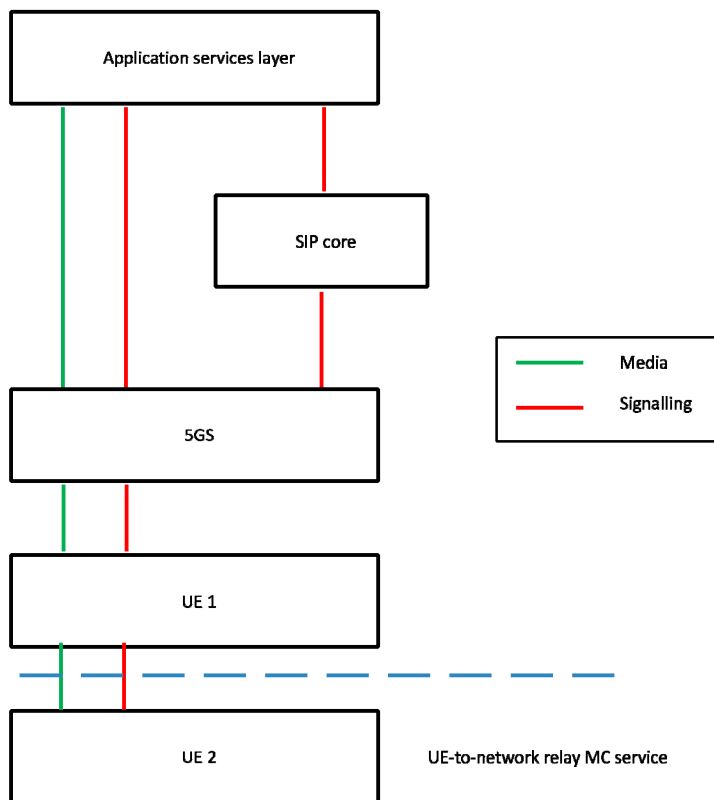 Application services layer
SIP core
Media
Signalling
5GS
UE 1
UE 2
UE-to-network relay MC service